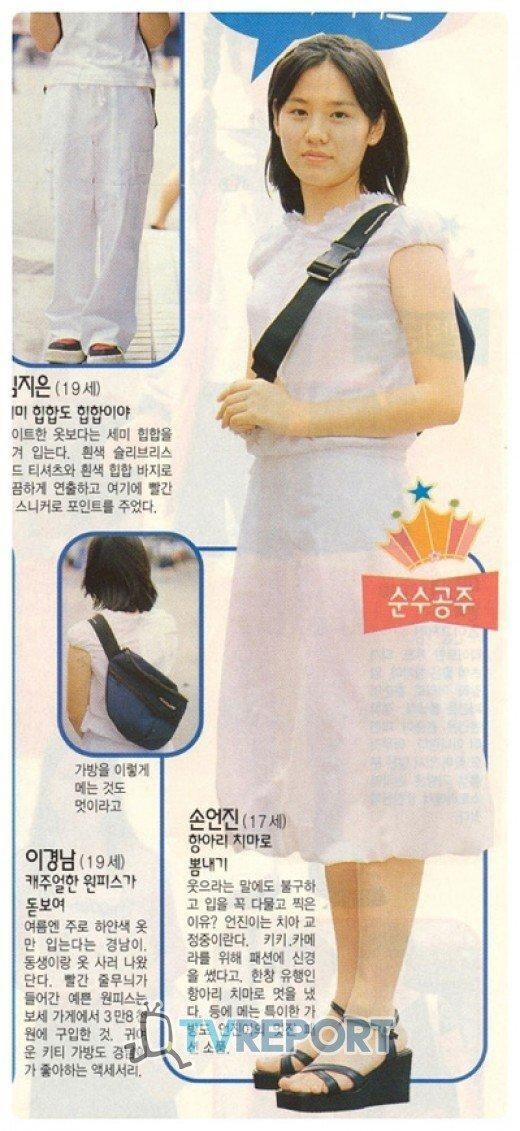 지은 (19세)
미 힙합도 힙합이야
이트한 옷보다는 세미 힙합을
겨 입는다. 흰색 슬리브리스
드 티셔츠와 흰색 힙합 바지로
끔하게 연출하고 여기에 빨간
스니커로 포인트를 주었다.
순수공주
가방을 이렇게
메는 것도
멋이라고
이경남 (19세)
캐주얼한 원피스가
돋보여
여름엔 주로 하얀색 옷
만 입는다는 경남이.
동생이랑 옷 사러 나왔
단다. 빨간 줄무늬가
들어간 예쁜 원피스는
보세 가게에서 3만8천
원에 구입한 것. 귀여
운 키티 가방도 경남이
가 좋아하는 액세서리.
손언진 (17세)
항아리 치마로
봄내기
웃으라는 말에도 불구하
고 입을 꼭 다물고 찍은
이유? 언진이는 치아 교
정중이란다. 키키.카메
라를 위해 패션에 신경
을 썼다고. 한창 유행인
항아리 치마로 멋을 냈
다. 등에 메는 특이한 가
소품.
TVREPORT